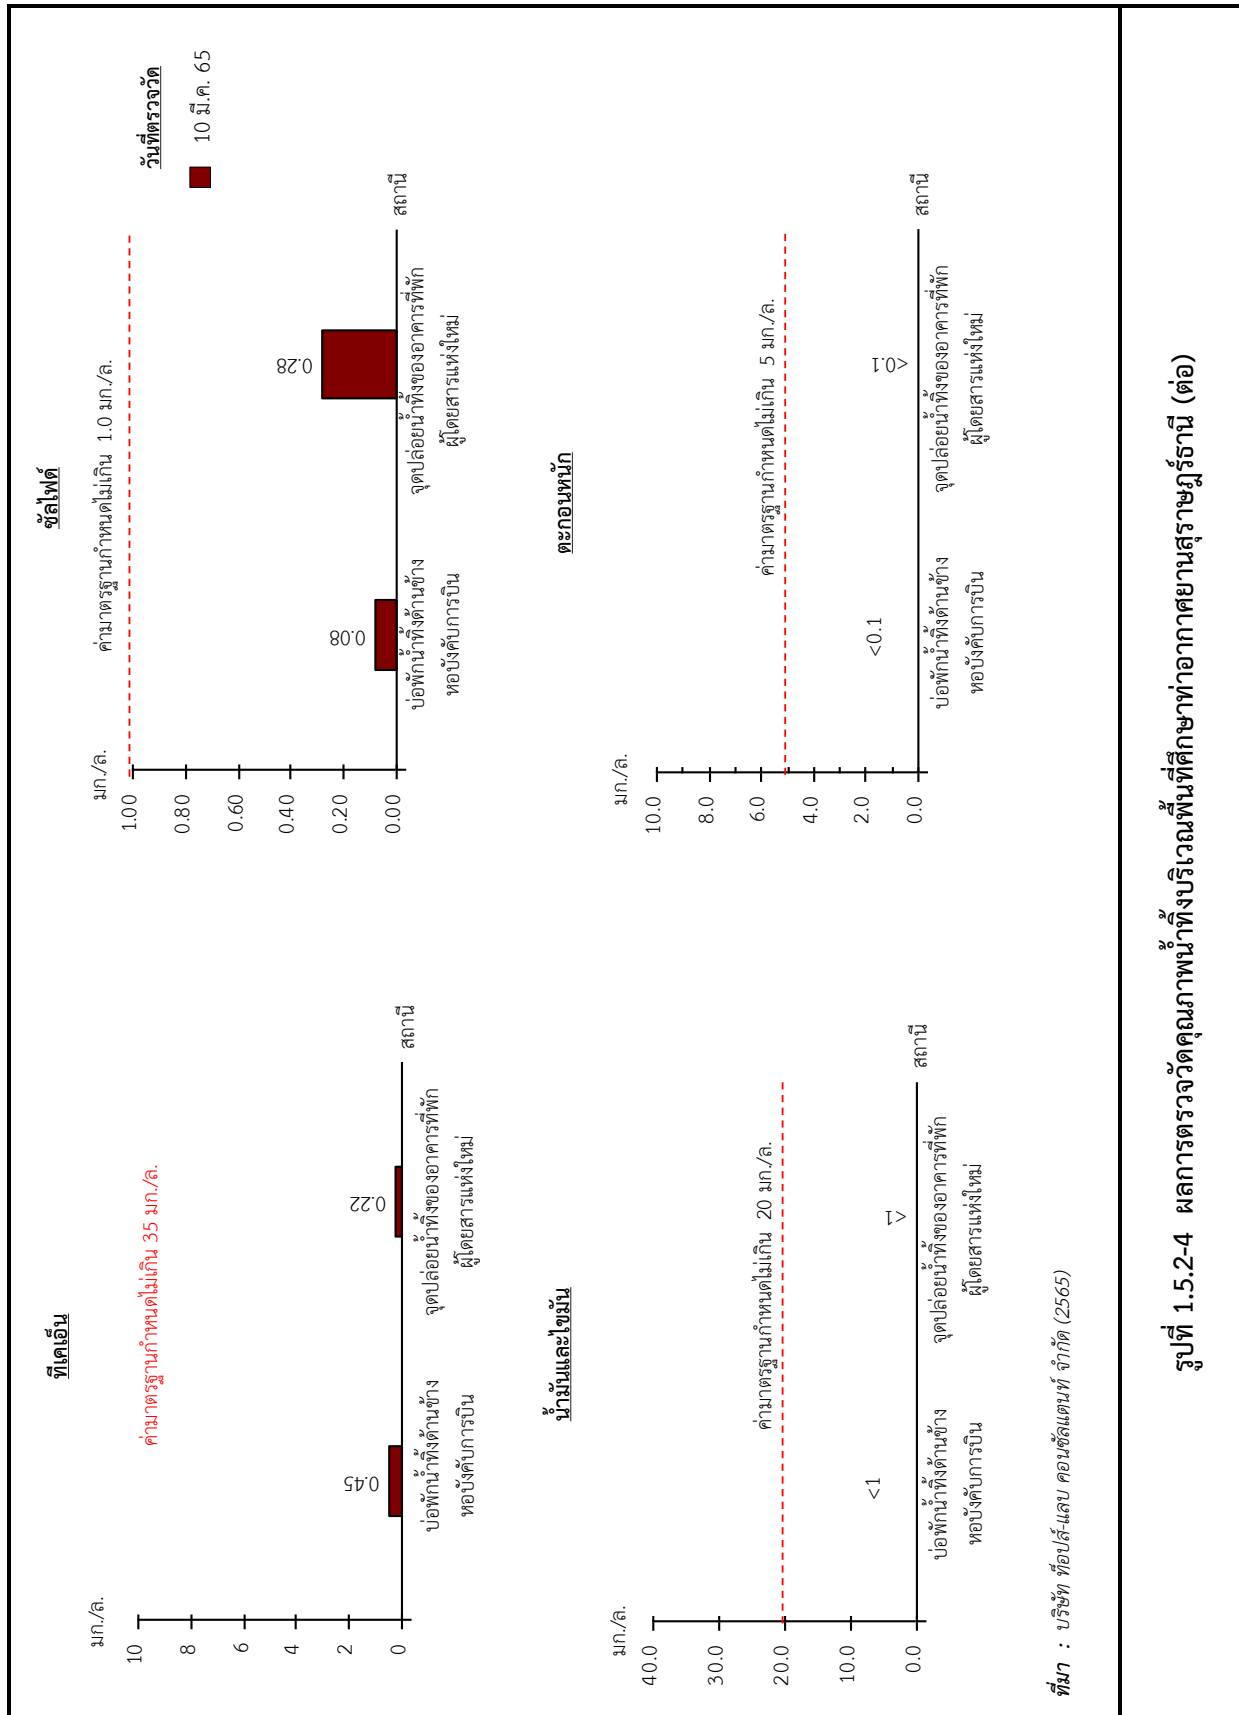 ทีเคเอ็น
มก./ล.
ค่ามาตรฐานกำหนดไม่เกิน 35 มก./ล.
10
8
6
4
2
0
0.45
0.22
สถานี
บ่อพักน้ำทิ้งด้านข้าง
หอบังคับการบิน
จุดปล่อยน้ำทิ้งของอาคารที่พัก
ผู้โดยสารแห่งใหม่
ซัลไฟด์
มก./ล.
ค่ามาตรฐานกำหนดไม่เกิน 1.0 มก./ล.
1.00
0.80
0.60
0.40
0.20
0.00
0.08
0.28
สถานี
บ่อพักน้ำทิ้งด้านข้าง
หอบังคับการบิน
จุดปล่อยน้ำทิ้งของอาคารที่พัก
ผู้โดยสารแห่งใหม่
วันที่ตรวจวัด
10 มี.ค. 65
น้ำมันและไขมัน
มก./ล.
ค่ามาตรฐานกำหนดไม่เกิน 20 มก./ล.
40.0
30.0
20.0
10.0
0.0
<1
<1
สถานี
บ่อพักน้ำทิ้งด้านข้าง
หอบังคับการบิน
จุดปล่อยน้ำทิ้งของอาคารที่พัก
ผู้โดยสารแห่งใหม่
ตะกอนหนัก
มก./ล.
ค่ามาตรฐานกำหนดไม่เกิน 5 มก./ล.
10.0
8.0
6.0
4.0
2.0
0.0
<0.1
<0.1
สถานี
บ่อพักน้ำทิ้งด้านข้าง
หอบังคับการบิน
จุดปล่อยน้ำทิ้งของอาคารที่พัก
ผู้โดยสารแห่งใหม่
ที่มา : บริษัท ท็อปส์-แลบ คอนซัลแตนท์ จำกัด (2565)
รูปที่ 1.5.2-4 ผลการตรวจวัดคุณภาพน้ำทิ้งบริเวณพื้นที่ศึกษาท่าอากาศยานสุราษฎร์ธานี (ต่อ)